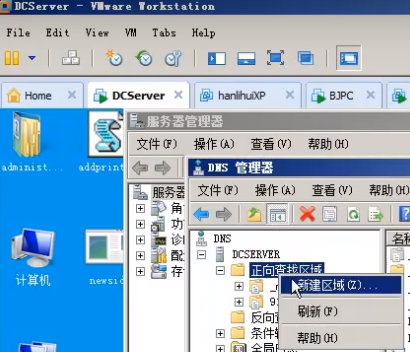 DCServer - VMware Workstation
File Edit View VM Tabs Help
Home DCServer hanlihuiXP BJPC
服务器管理器
文件(F) 操作(A) 查看(V) 帮助(H)
DNS 管理器
文件(F) 操作(A) 查看(V) 帮助(H)
administ...
addprint
服务器
DNS
DCSERVER
正向查找区域
新建区域(Z)...
刷新(F)
帮助(H)
反向
条件
全局
计算机
newsid